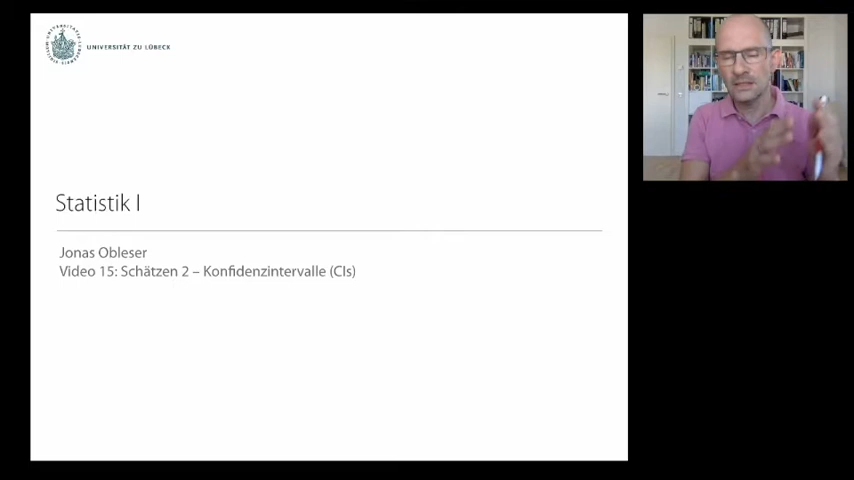 UNIVERSITÄT ZU LÜBECK
Statistik I
Jonas Obleser
Video 15: Schätzen 2 – Konfidenzintervalle (CIs)